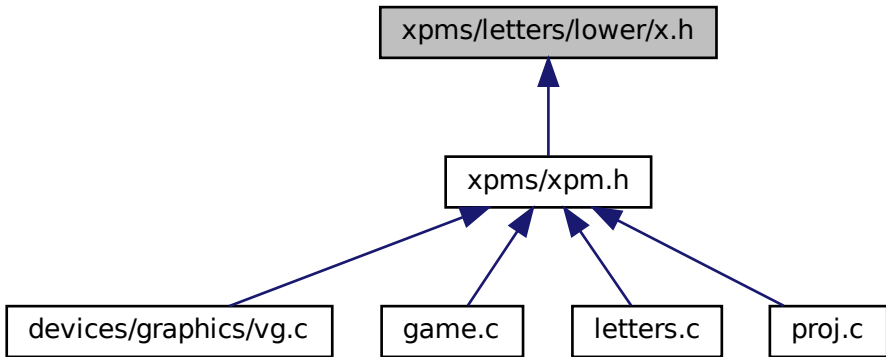 xpms/letters/lower/x.h
xpms/xpm.h
devices/graphics/vg.c
game.c
letters.c
proj.c